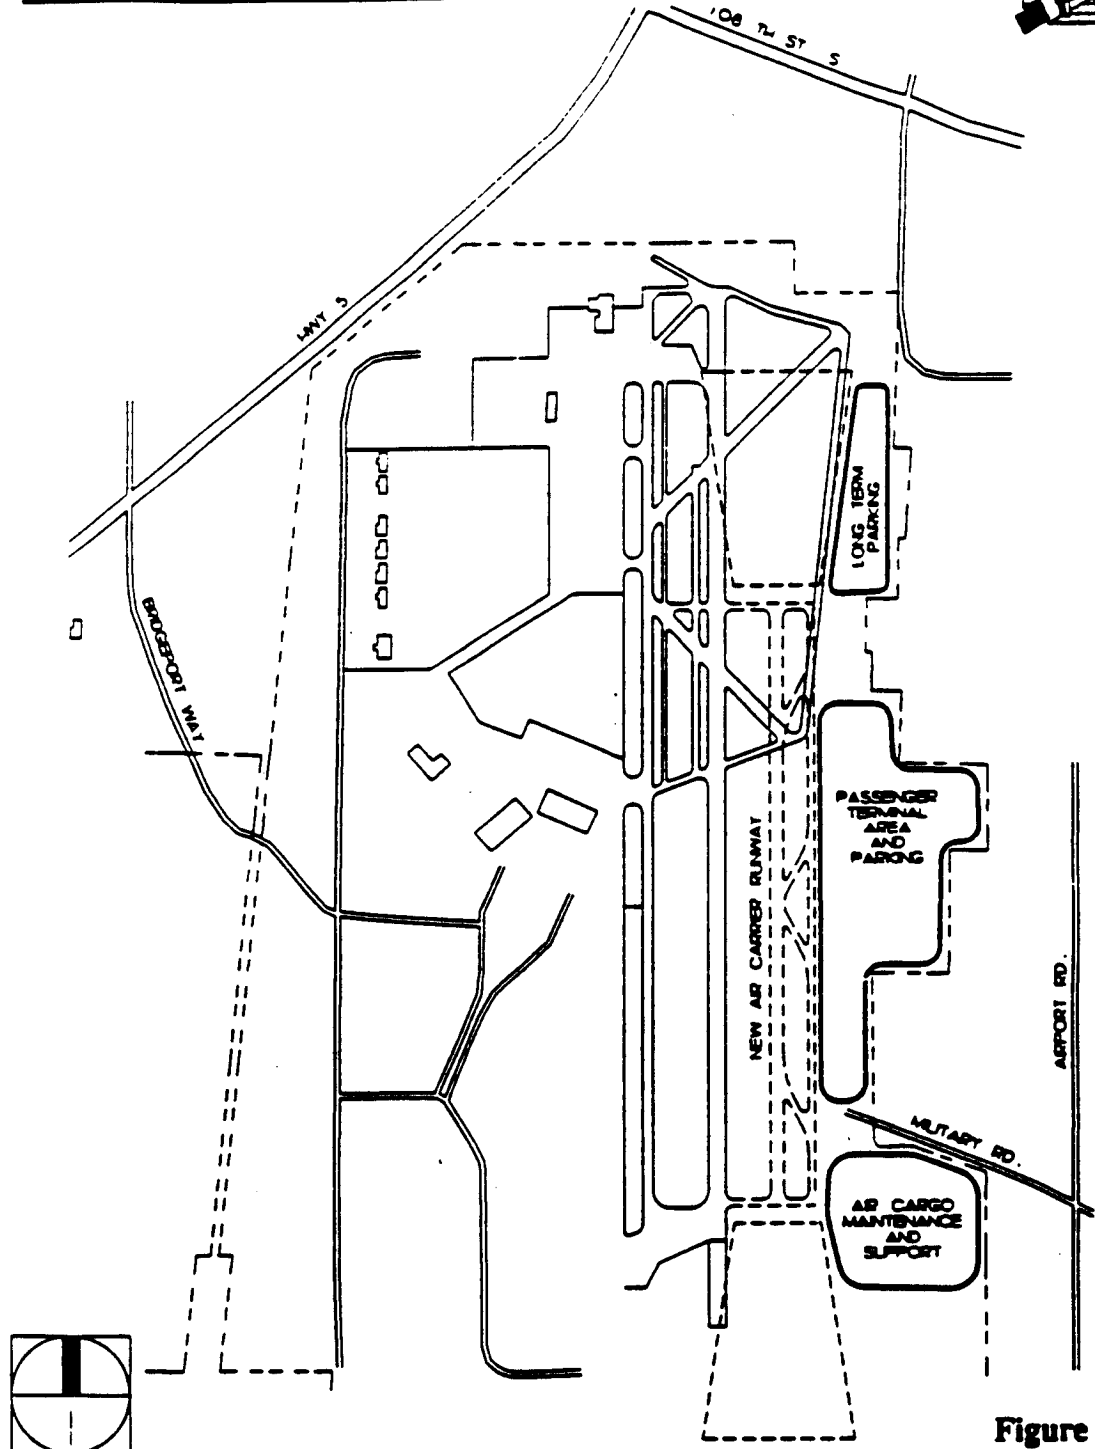 108 TH ST S
HWY 5
BRIDGEPORT WAY
LONG TERM
PARKING
PASSENGER
TERMINAL
AREA
AND
PARKING
NEW AIR CARRIER RUNWAY
AIRPORT RD.
MILITARY RD.
AIR CARGO
MAINTENANCE
AND
SUPPORT
Figure